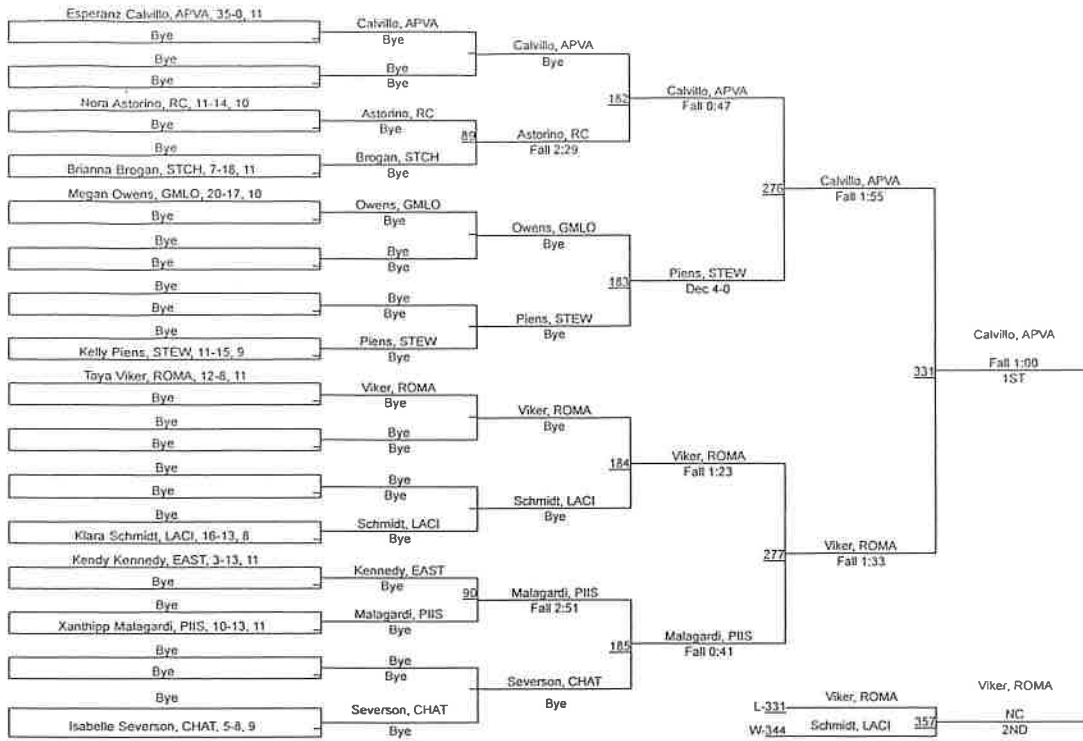 Esperanz Calvillo, APVA, 35-0, 11
Bye
Bye
Bye
Nora Astorino, RC, 11-14, 10
Bye
Bye
Brianna Brogan, STCH, 7-18, 11
Megan Owens, GMLO, 20-17, 10
Bye
Bye
Bye
Bye
Bye
Bye
Kelly Piens, STEW, 11-15, 9
Taya Viker, ROMA, 12-8, 11
Bye
Bye
Bye
Bye
Bye
Bye
Klara Schmidt, LACI, 16-13, 8
Kendy Kennedy, EAST, 3-13, 11
Bye
Bye
Xanthipp Malagardi, PIIS, 10-13, 11
Bye
Bye
Bye
Isabelle Severson, CHAT, 5-8, 9
Calvillo, APVA
Bye
Bye
Bye
Astorino, RC
Bye
89
Brogan, STCH
Bye
Owens, GMLO
Bye
Bye
Bye
Bye
Bye
Piens, STEW
Bye
Viker, ROMA
Bye
Bye
Bye
Bye
Bye
Schmidt, LACI
Bye
Kennedy, EAST
Bye
90
Malagardi, PIIS
Bye
Bye
Bye
Severson, CHAT
Bye
Calvillo, APVA
Bye
182
Astorino, RC
Fall 2:29
Owens, GMLO
Bye
183
Piens, STEW
Bye
Viker, ROMA
Bye
184
Schmidt, LACI
Bye
Malagardi, PIIS
Fall 2:51
185
Severson, CHAT
Bye
Calvillo, APVA
Fall 0:47
276
Piens, STEW
Dec 4-0
Viker, ROMA
Fall 1:23
277
Malagardi, PIIS
Fall 0:41
Calvillo, APVA
Fall 1:55
331
Viker, ROMA
Fall 1:33
Calvillo, APVA
Fall 1:00
1ST
L-331
Viker, ROMA
W-344
Schmidt, LACI
357
Viker, ROMA
NC
2ND